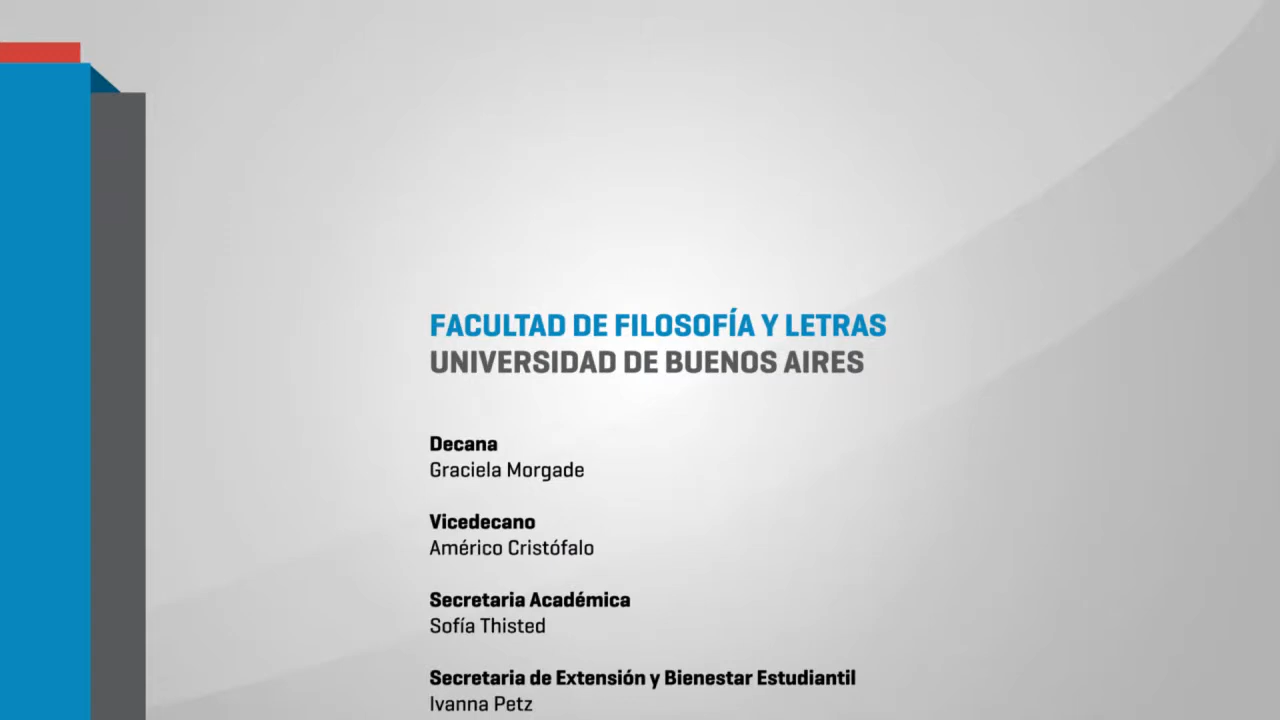 FACULTAD DE FILOSOFÍA Y LETRAS
UNIVERSIDAD DE BUENOS AIRES
Decana
Graciela Morgade
Vicedecano
Américo Cristófalo
Secretaria Académica
Sofía Thisted
Secretaria de Extensión y Bienestar Estudiantil
Ivanna Petz